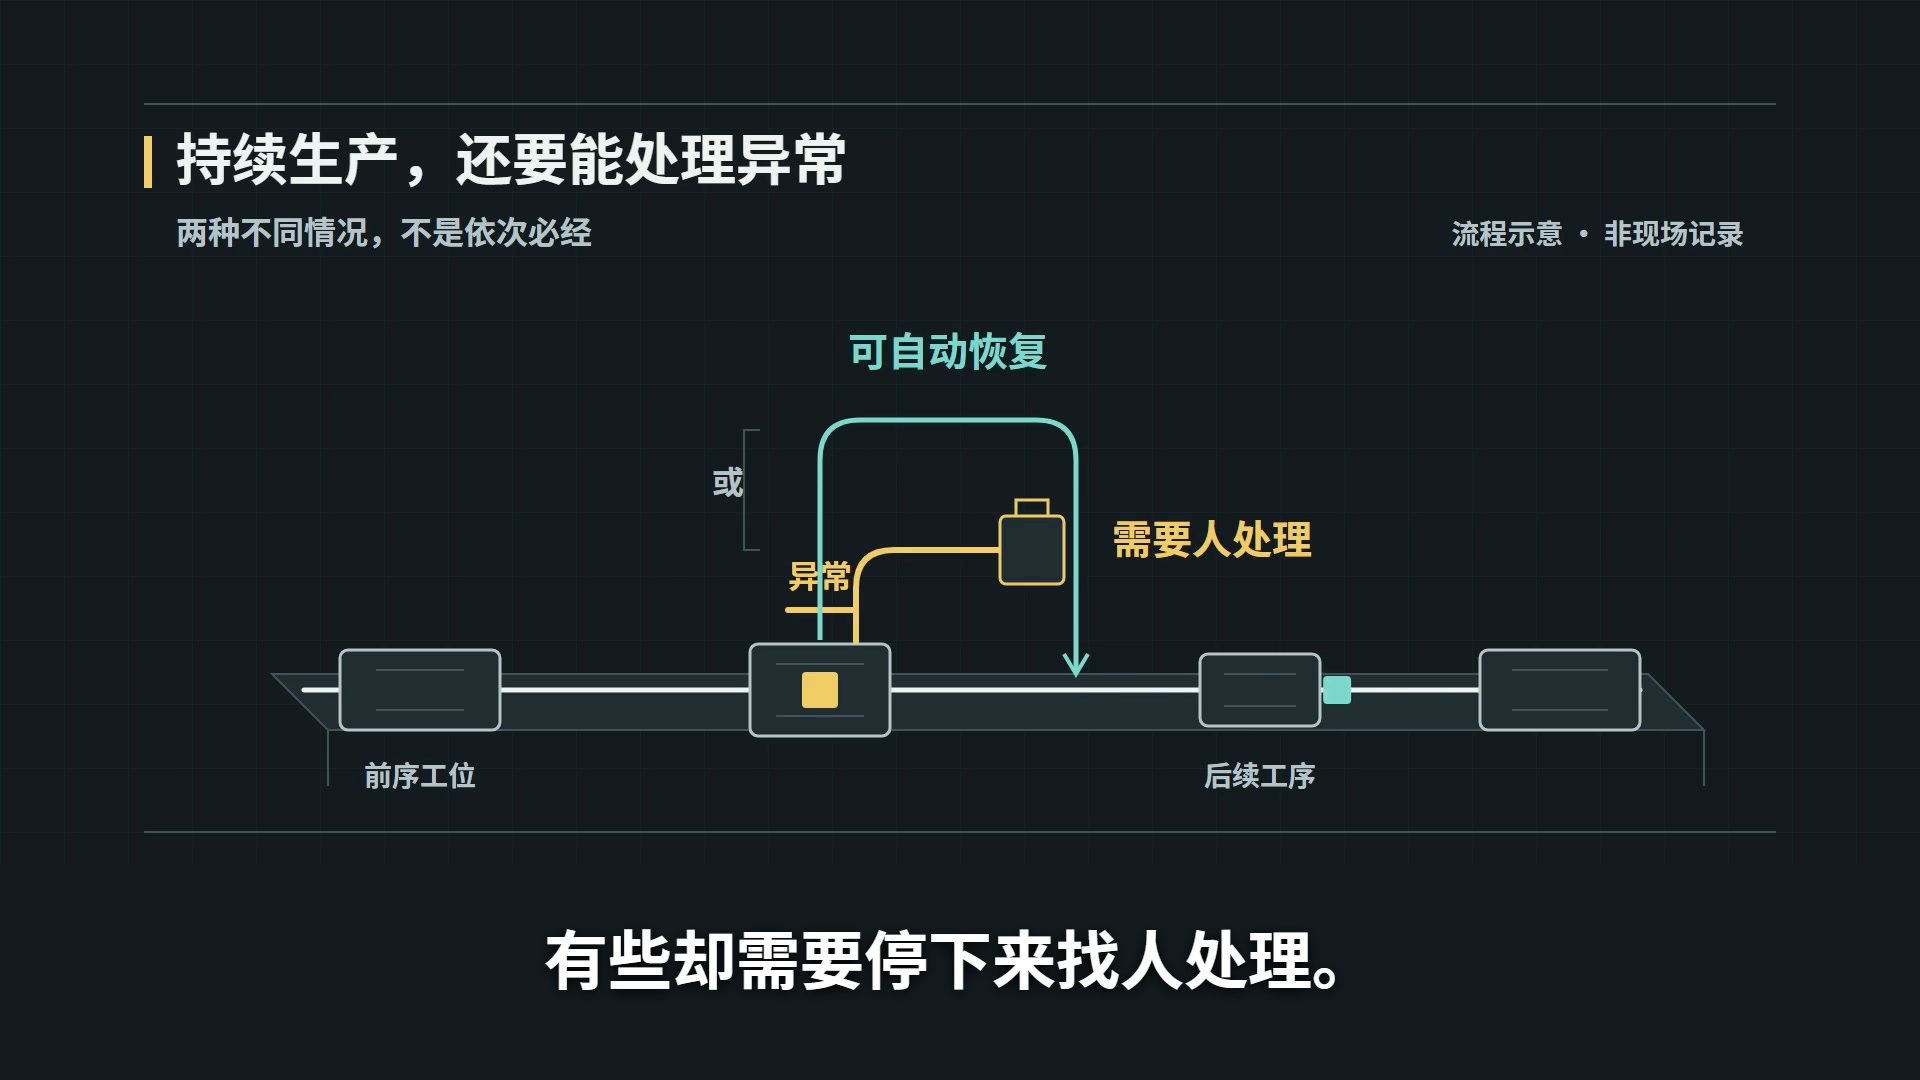 持续生产，还要能处理异常
两种不同情况，不是依次必经
流程示意 · 非现场记录
可自动恢复
或
需要人处理
异常
前序工位
后续工序
有些却需要停下来找人处理。